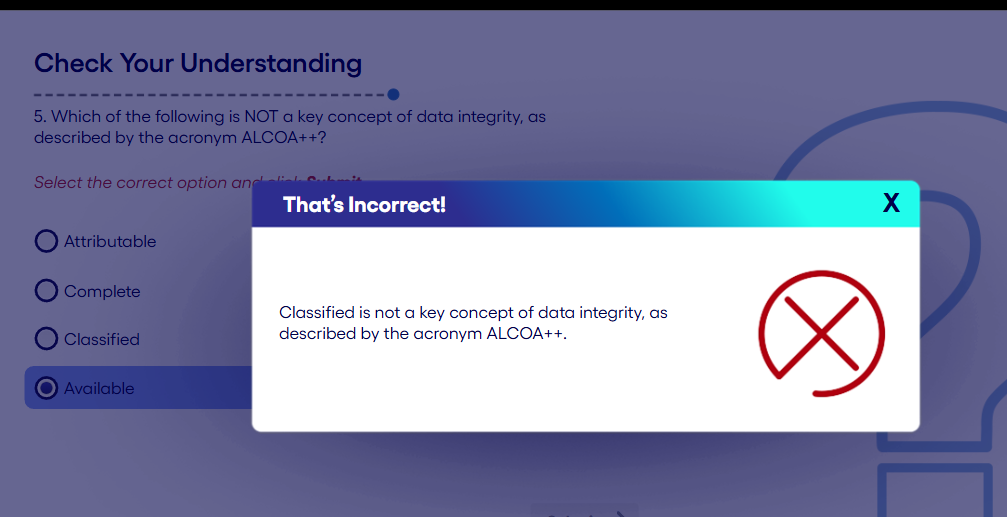 Check Your Understanding
5. Which of the following is NOT a key concept of data integrity, as
described by the acronym ALCOA++?
Select the correct option and click Submit
That's Incorrect!
X
Classified is not a key concept of data integrity, as
described by the acronym ALCOA++.
Attributable
Complete
Classified
Available